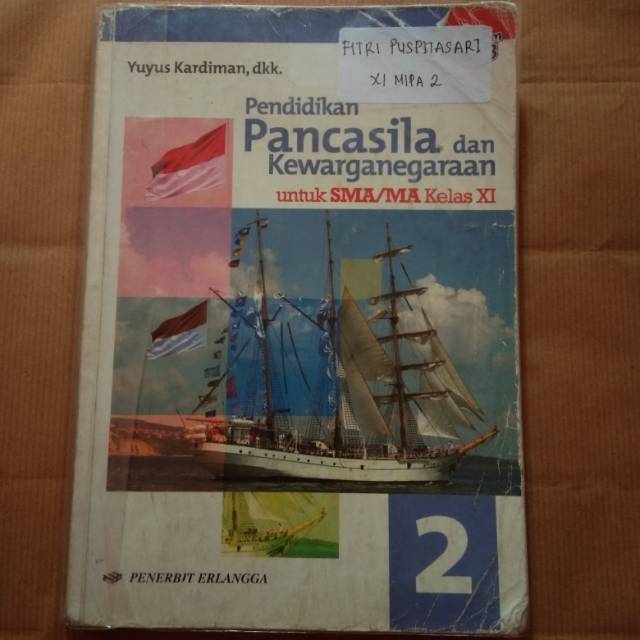 Yuyus Kardiman, dkk.
FITRI PUSPITASARI
XI MIPA 2
Pendidikan
Pancasila dan
Kewarganegaraan
untuk SMA/MA Kelas XI
2
PENERBIT ERLANGGA